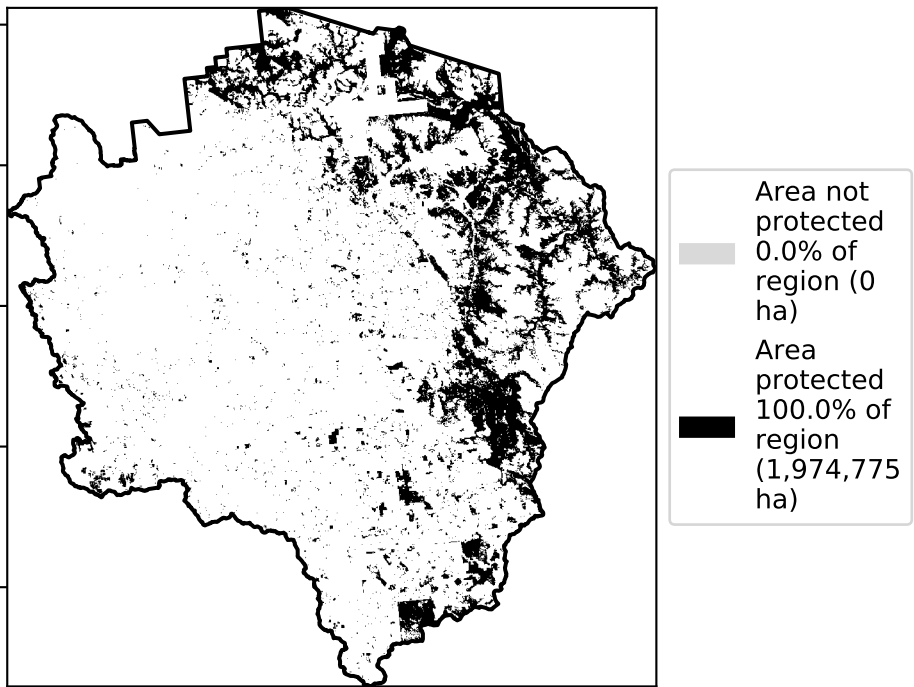 Area not
protected
0.0% of
region (0
ha)
Area
protected
100.0% of
region
(1,974,775
ha)